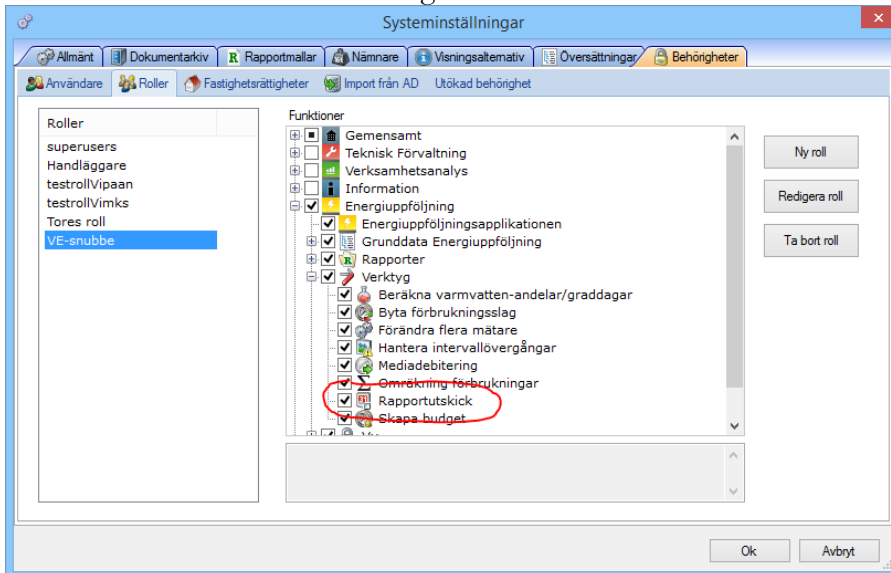 Systeminställningar
Allmänt Dokumentarkiv Rapportmallar Nämnare Visningsalternativ Översättningar Behörigheter
Användare Roller Fastighetsrättigheter Import från AD Utökad behörighet
Roller
superusers
Handläggare
testrollVipaan
testrollVimks
Tores roll
VE-snubbe
Funktioner
Gemensamt
Teknisk Förvaltning
Verksamhetsanalys
Information
Energiuppföljning
Energiuppföljningsapplikationen
Grunddata Energiuppföljning
Rapporter
Verktyg
Beräkna varmvatten-andelar/graddagar
Byta förbrukningsslag
Förändra flera mätare
Hantera intervallövergångar
Mediadebitering
Omräkning förbrukningar
Rapportutskick
Skapa budget
Ny roll
Redigera roll
Ta bort roll
Ok Avbryt